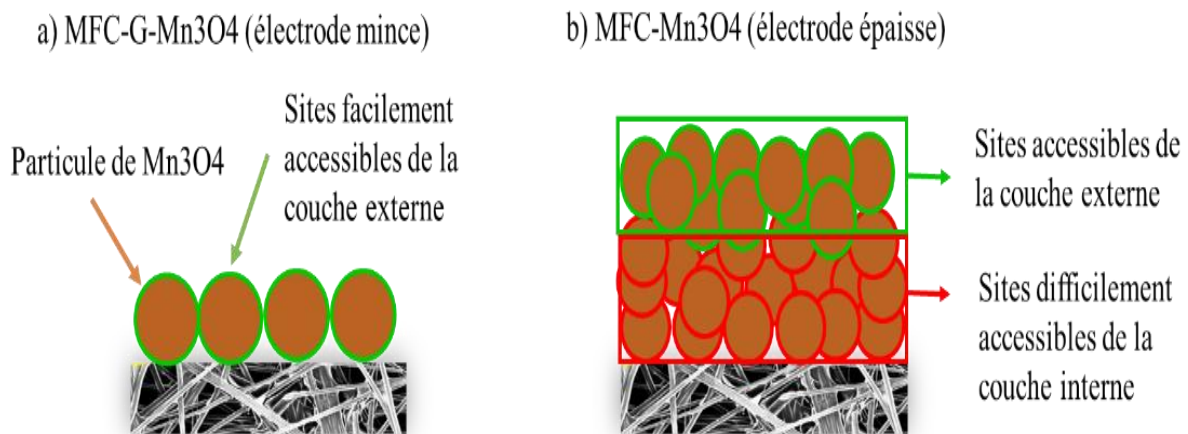 a) MFC-G-Mn3O4 (électrode mince)
Particule de Mn3O4
Sites facilement
accessibles de la
couche externe
b) MFC-Mn3O4 (électrode épaisse)
Sites accessibles de
la couche externe
Sites difficilement
accessibles de la
couche interne